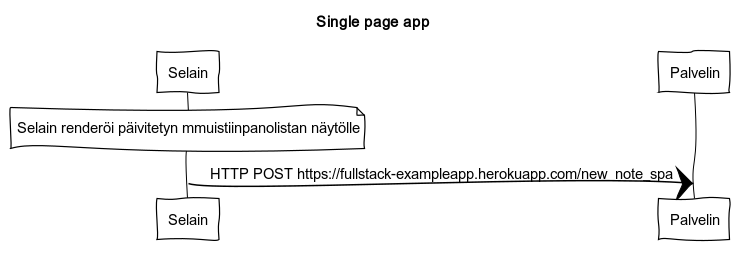 Single page app
Selain
Palvelin
Selain renderöi päivitetyn mmuistiinpanolistan näytölle
HTTP POST https://fullstack-exampleapp.herokuapp.com/new_note_spa
Selain
Palvelin